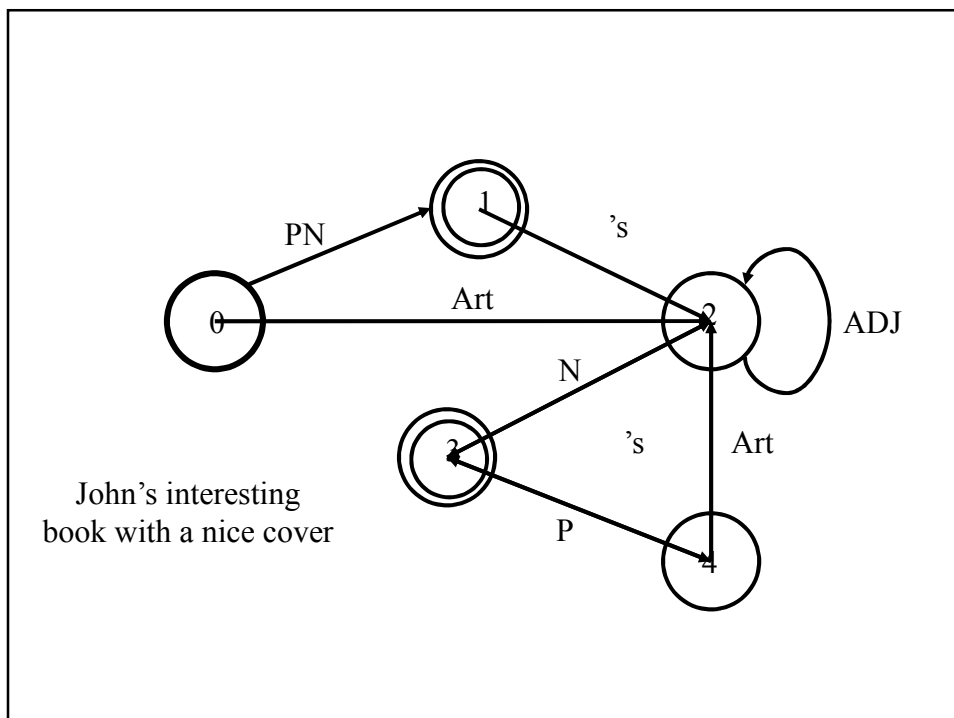 1
PN
’s
Art
0
2
ADJ
N
3
’s
Art
John’s interesting
book with a nice cover
P
4